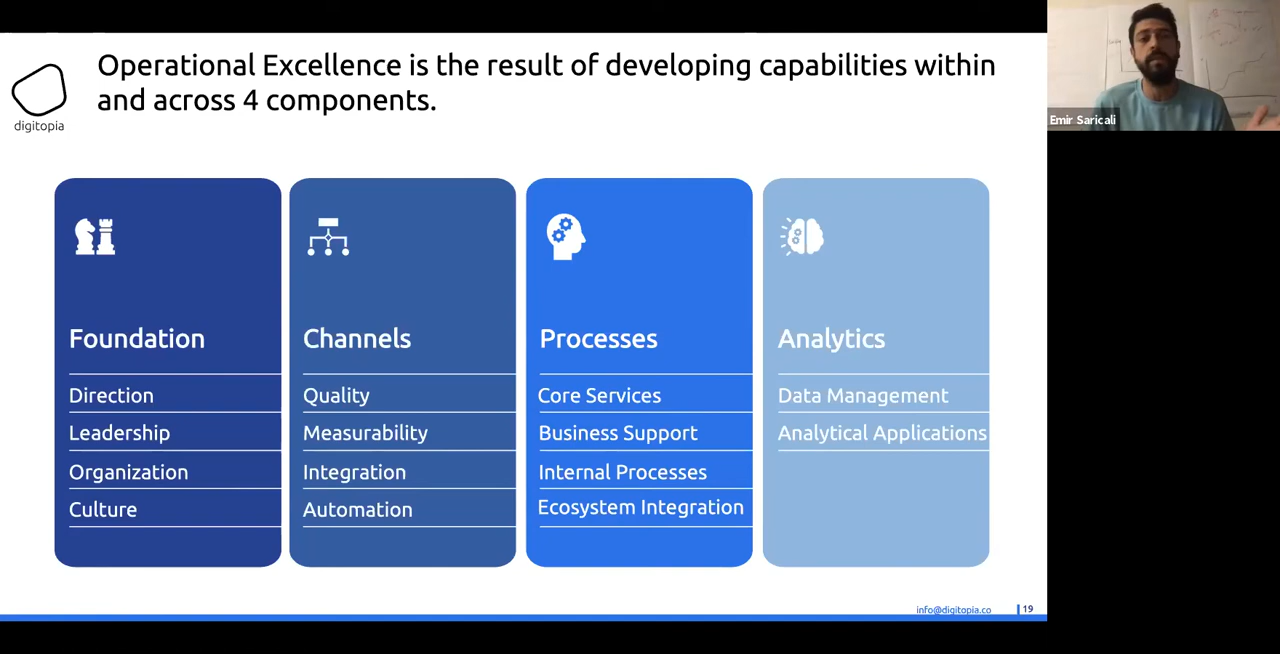 Operational Excellence is the result of developing capabilities within
and across 4 components.
digitopia
Emir Saricali
Foundation
Direction
Leadership
Organization
Culture
Channels
Quality
Measurability
Integration
Automation
Processes
Core Services
Business Support
Internal Processes
Ecosystem Integration
Analytics
Data Management
Analytical Applications
info@digitopia.co
19